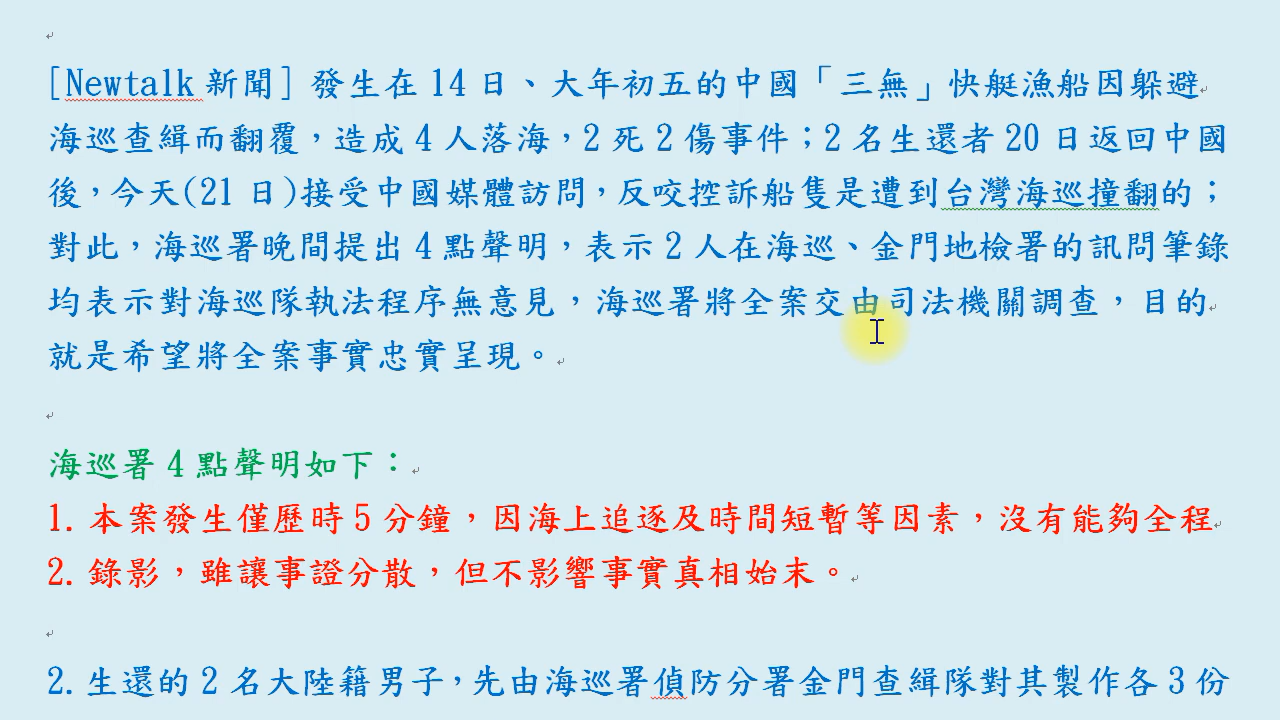 [Newtalk 新聞] 發生在 14 日、大年初五的中國「三無」快艇漁船因躲避
海巡查緝而翻覆，造成 4 人落海，2 死 2 傷事件；2 名生還者 20 日返回中國
後，今天(21 日)接受中國媒體訪問，反咬控訴船隻是遭到台灣海巡撞翻的；
對此，海巡署晚間提出 4 點聲明，表示 2 人在海巡、金門地檢署的訊問筆錄
均表示對海巡隊執法程序無意見，海巡署將全案交由司法機關調查，目的
就是希望將全案事實忠實呈現。
海巡署 4 點聲明如下：
1. 本案發生僅歷時 5 分鐘，因海上追逐及時間短暫等因素，沒有能夠全程
2. 錄影，雖讓事證分散，但不影響事實真相始末。
2. 生還的 2 名大陸籍男子，先由海巡署偵防分署金門查緝隊對其製作各 3 份